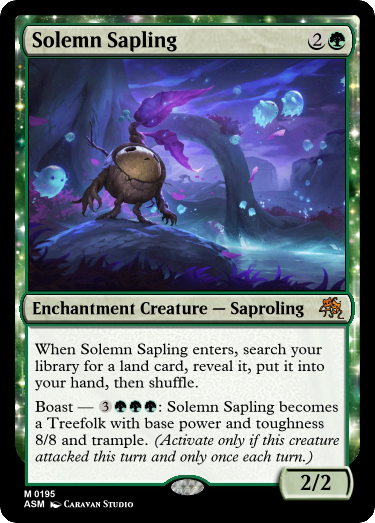 Solemn Sapling 2
Enchantment Creature — Saproling
When Solemn Sapling enters, search your
library for a land card, reveal it, put it into
your hand, then shuffle.
Boast — 3: Solemn Sapling becomes
a Treefolk with base power and toughness
8/8 and trample. (Activate only if this creature
attacked this turn and only once each turn.)
2/2
M 0195
ASM Caravan Studio